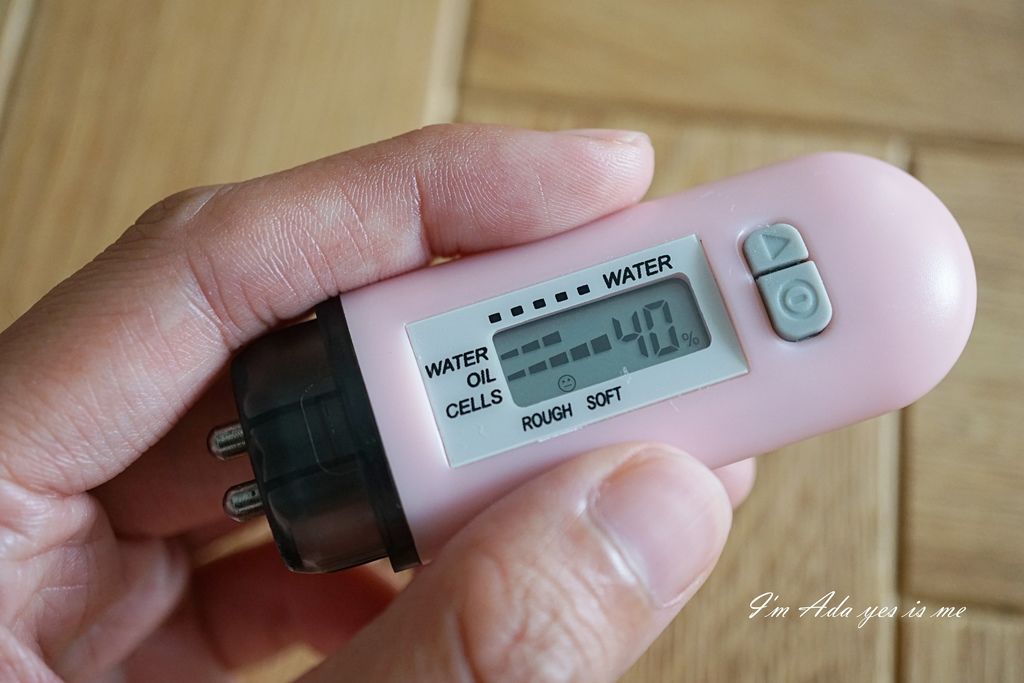 WATER
WATER
OIL
CELLS
40 %
ROUGH SOFT
I'm Ada yes is me